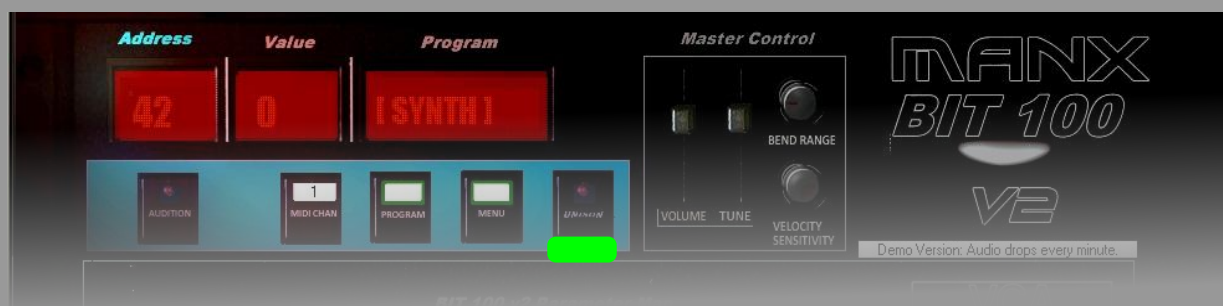 Address Value Program Master Control
MANX
BIT 100
V2
42 0 [ SYNTH ]
BEND RANGE
1
AUDITION MIDI CHAN PROGRAM MENU UNISON
VOLUME TUNE
VELOCITY
SENSITIVITY
Demo Version: Audio drops every minute.